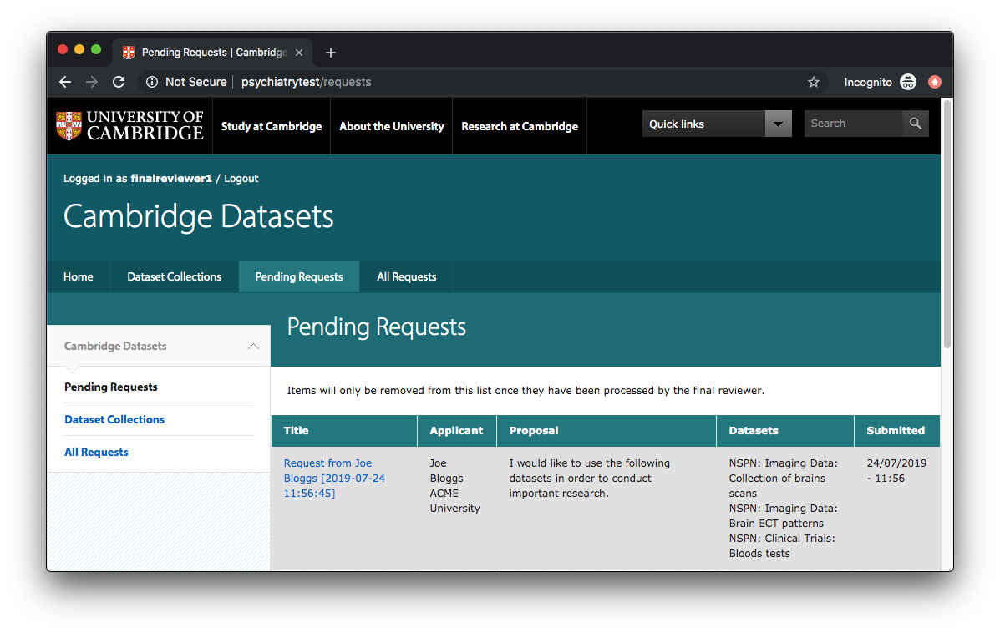 Pending Requests | Cambridge
Not Secure psychiatrytest/requests
Incognito
UNIVERSITY OF
CAMBRIDGE
Study at Cambridge
About the University
Research at Cambridge
Quick links
Search
Logged in as finalreviewer1 / Logout
Cambridge Datasets
Home
Dataset Collections
Pending Requests
All Requests
Pending Requests
Cambridge Datasets
Pending Requests
Dataset Collections
All Requests
Items will only be removed from this list once they have been processed by the final reviewer.
Title
Applicant
Proposal
Datasets
Submitted
Request from Joe
Bloggs [2019-07-24
11:56:45]
Joe
Bloggs
ACME
University
I would like to use the following
datasets in order to conduct
important research.
NSPN: Imaging Data:
Collection of brains
scans
NSPN: Imaging Data:
Brain ECT patterns
NSPN: Clinical Trials:
Bloods tests
24/07/2019
- 11:56